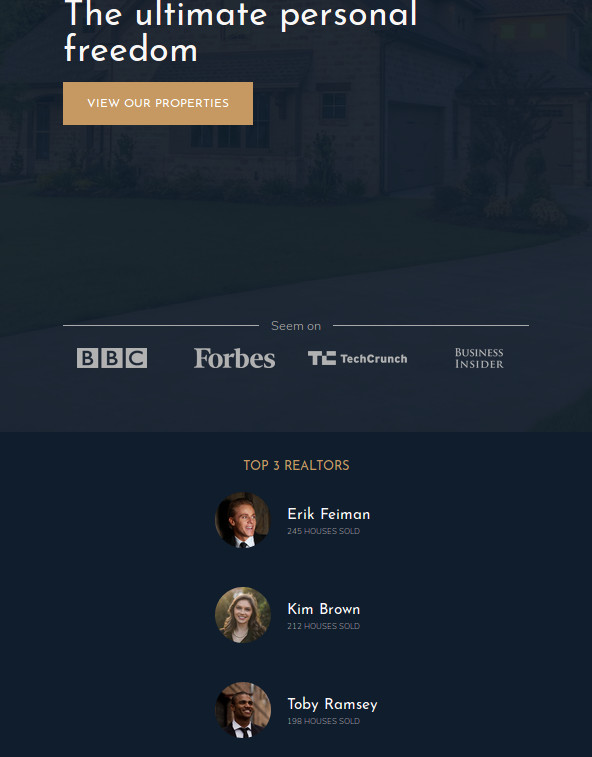 The ultimate personal
freedom
VIEW OUR PROPERTIES
Seem on
BBC
Forbes
TC TechCrunch
BUSINESS
INSIDER
TOP 3 REALTORS
Erik Feiman
245 HOUSES SOLD
Kim Brown
212 HOUSES SOLD
Toby Ramsey
198 HOUSES SOLD